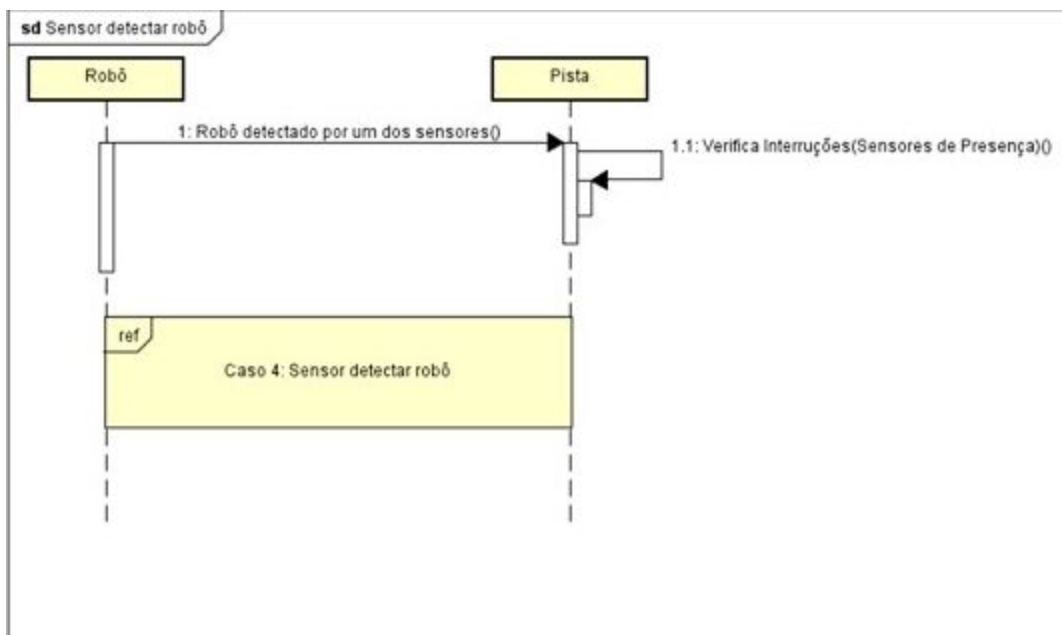 sd Sensor detectar robô
Robô
Pista
1: Robô detectado por um dos sensores()
1.1: Verifica Interruções(Sensores de Presença)()
ref
Caso 4: Sensor detectar robô